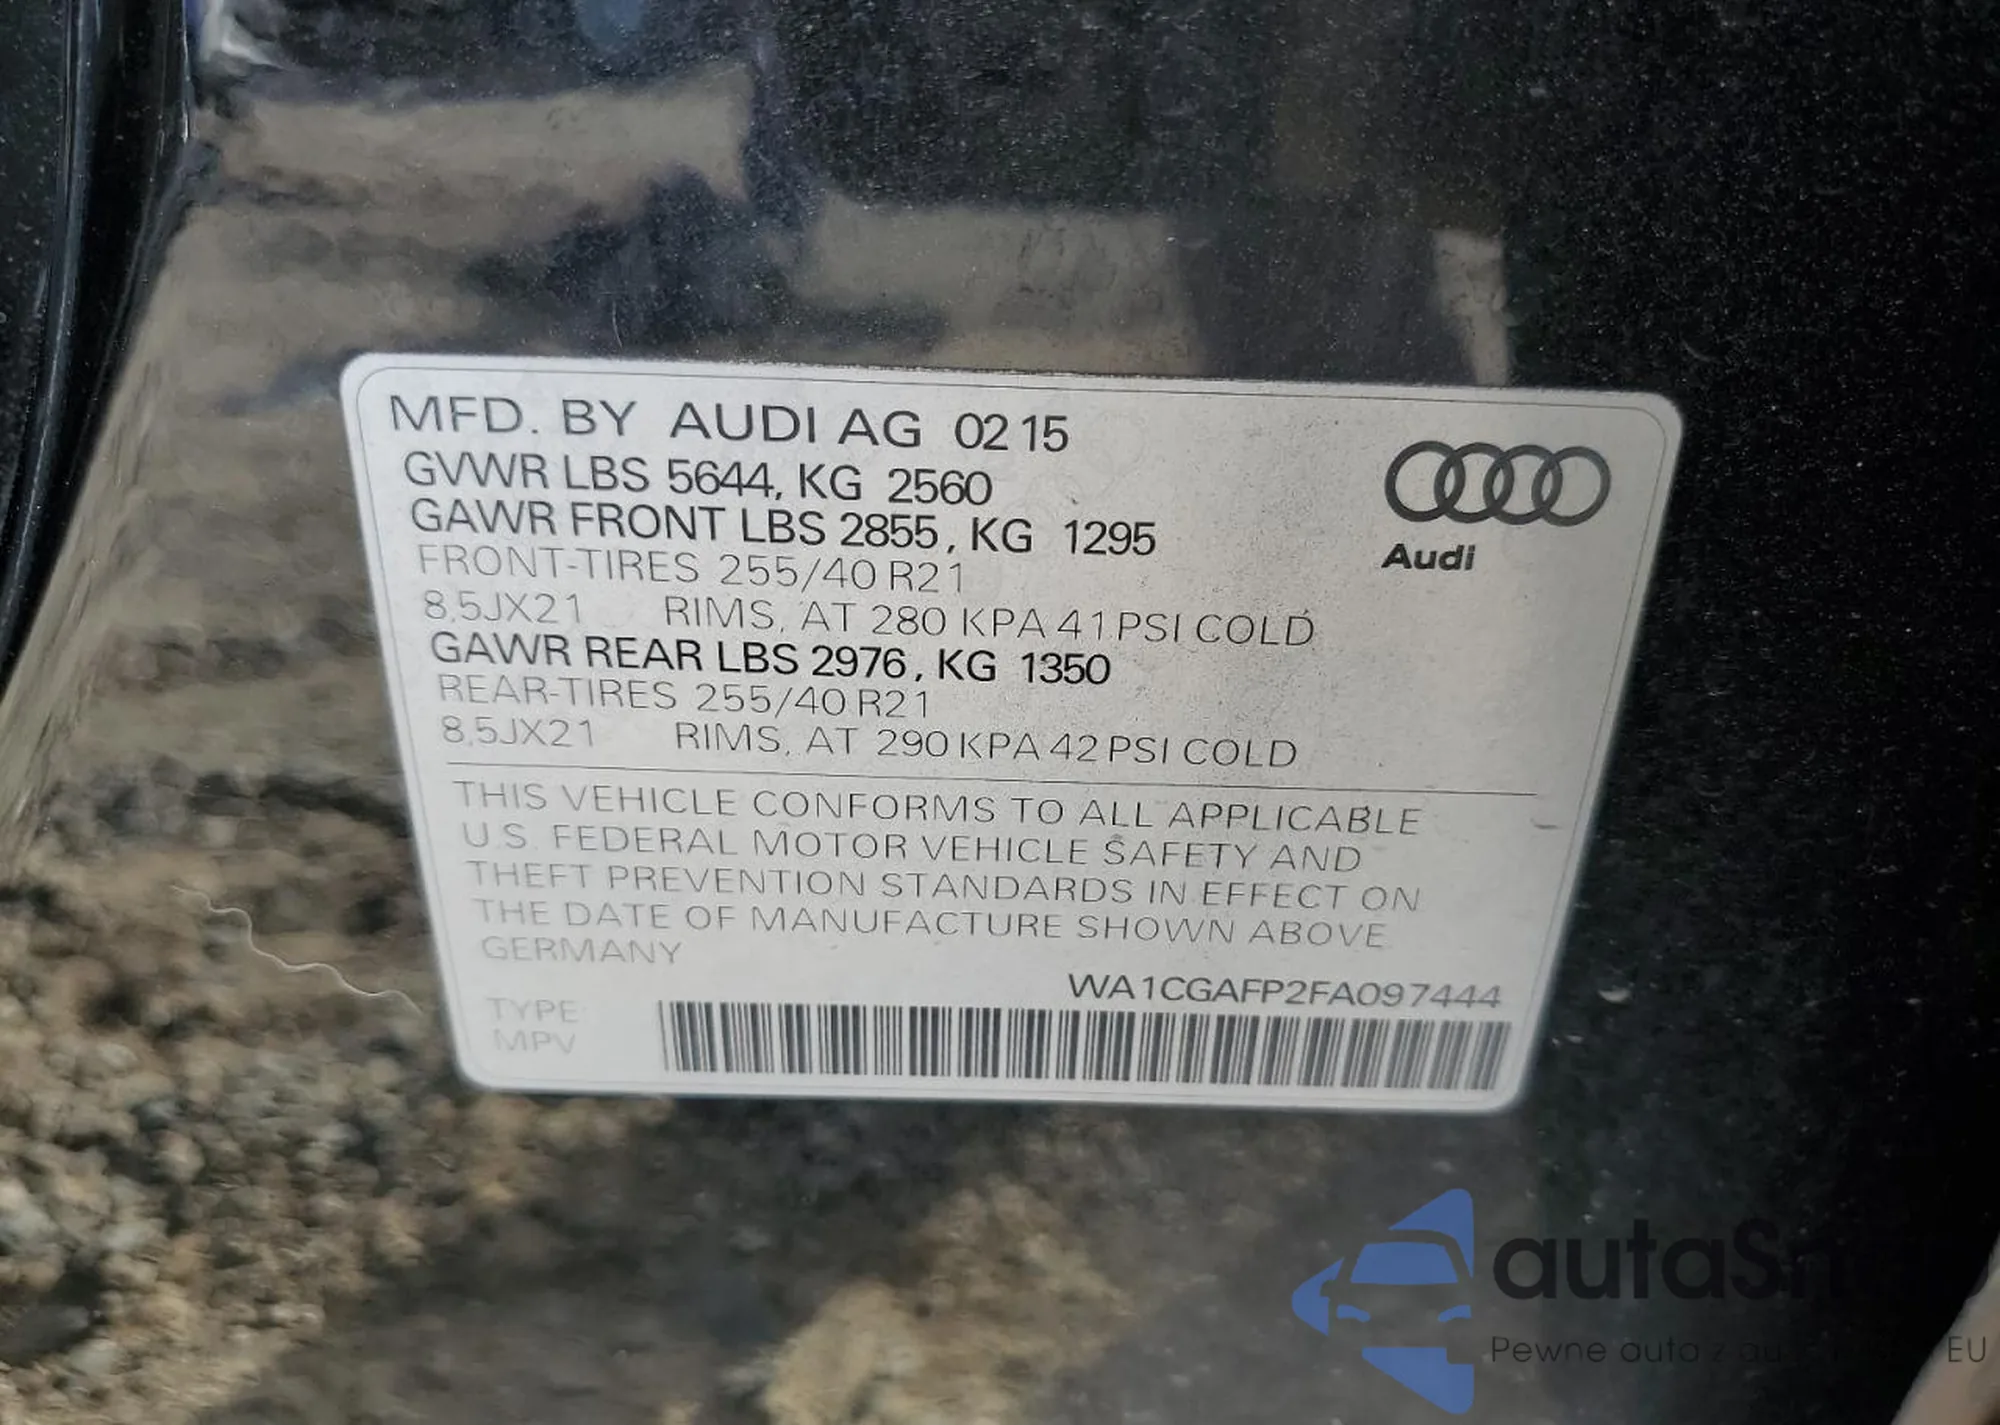 MFD. BY AUDI AG 02 15
GVWR LBS 5644, KG 2560
GAWR FRONT LBS 2855, KG 1295
FRONT-TIRES 255/40 R21
8,5JX21 RIMS, AT 280 KPA 41 PSI COLD
GAWR REAR LBS 2976, KG 1350
REAR-TIRES 255/40 R21
8,5JX21 RIMS, AT 290 KPA 42 PSI COLD
Audi
THIS VEHICLE CONFORMS TO ALL APPLICABLE
U.S. FEDERAL MOTOR VEHICLE SAFETY AND
THEFT PREVENTION STANDARDS IN EFFECT ON
THE DATE OF MANUFACTURE SHOWN ABOVE
GERMANY
WA1CGAFP2FA097444
TYPE
MPV
Pewne auto z EU